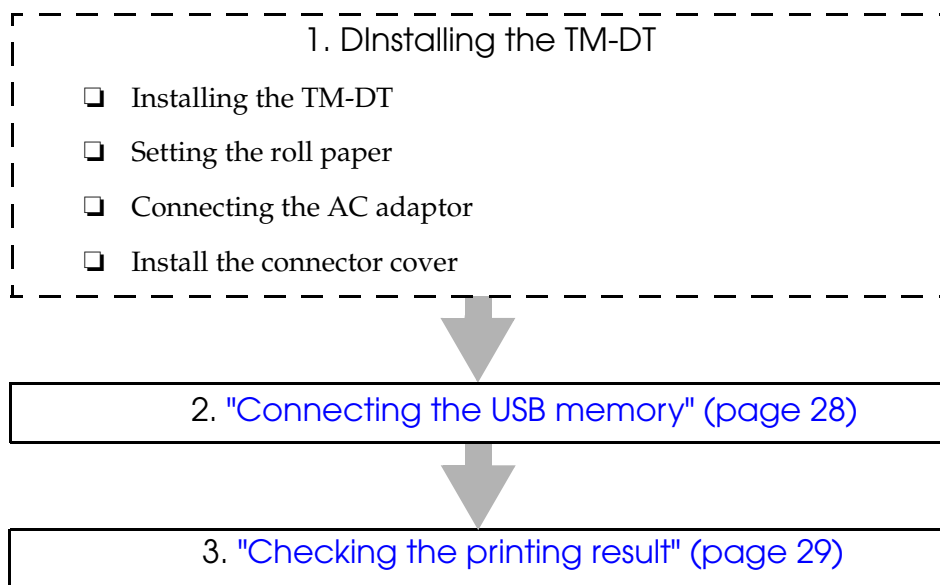 1. DInstalling the TM-DT
❏ Installing the TM-DT
❏ Setting the roll paper
❏ Connecting the AC adaptor
❏ Install the connector cover
2. "Connecting the USB memory" (page 28)
3. "Checking the printing result" (page 29)